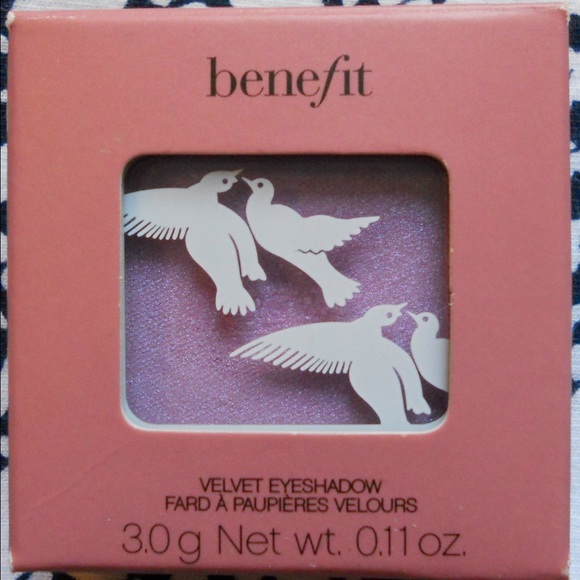 benefit
VELVET EYESHADOW
FARD À PAUPIÈRES VELOURS
3.0 g Net wt. 0.11 oz.